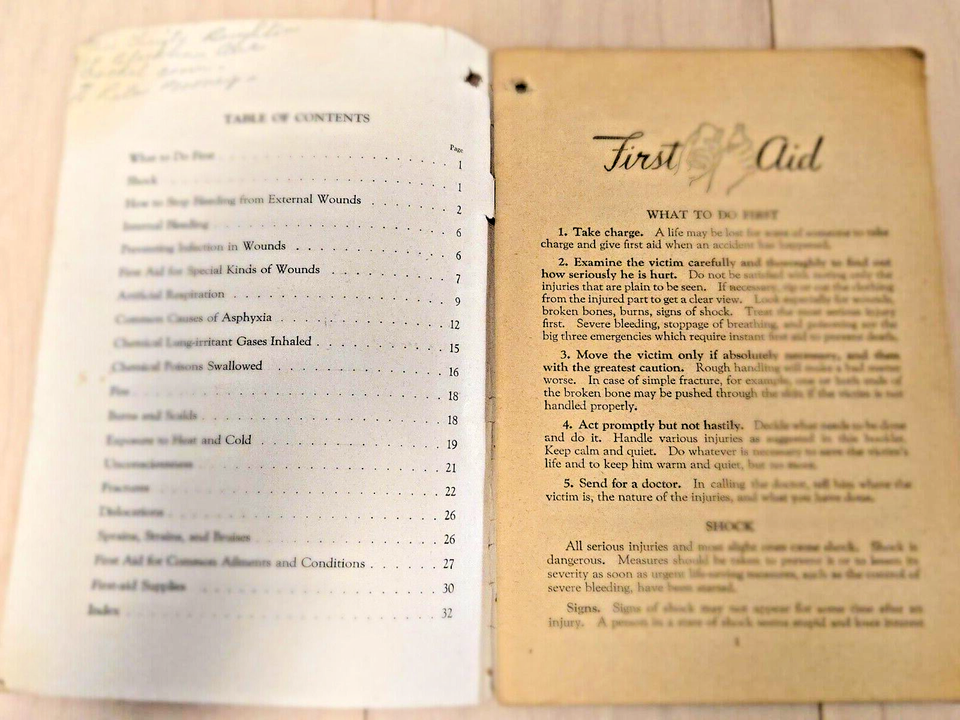 TABLE OF CONTENTS
Page
What to Do First 1
Shock 1
How to Stop Bleeding from External Wounds 2
Internal Bleeding 6
Preventing Infection in Wounds 6
First Aid for Special Kinds of Wounds 7
Artificial Respiration 9
Common Causes of Asphyxia 12
Chemical Lung-irritant Gases Inhaled 15
Chemical Poisons Swallowed 16
Fire 18
Burns and Scalds 18
Exposure to Heat and Cold 19
Unconsciousness 21
Fractures 22
Dislocations 26
Sprains, Strains, and Bruises 26
First Aid for Common Ailments and Conditions 27
First-aid Supplies 30
Index 32
First Aid
WHAT TO DO FIRST
1. Take charge. A life may be lost for want of someone to take
charge and give first aid when an accident has happened.
2. Examine the victim carefully and thoroughly to find out
how seriously he is hurt. Do not be satisfied with noting only the
injuries that are plain to be seen. If necessary, rip or cut the clothing
from the injured part to get a clear view. Look especially for wounds,
broken bones, burns, signs of shock. Treat the most serious injury
first. Severe bleeding, stoppage of breathing, and poisoning are the
big three emergencies which require instant first aid to prevent death.
3. Move the victim only if absolutely necessary, and then
with the greatest caution. Rough handling will make a bad matter
worse. In case of simple fracture, for example, one or both ends of
the broken bone may be pushed through the skin if the victim is not
handled properly.
4. Act promptly but not hastily. Decide what needs to be done
and do it. Handle various injuries as suggested in this booklet.
Keep calm and quiet. Do whatever is necessary to save the victim's
life and to keep him warm and quiet, but no more.
5. Send for a doctor. In calling the doctor, tell him where the
victim is, the nature of the injuries, and what you have done.
SHOCK
All serious injuries and most slight ones cause shock. Shock is
dangerous. Measures should be taken to prevent it or to lessen its
severity as soon as urgent life-saving measures, such as the control of
severe bleeding, have been started.
Signs. Signs of shock may not appear for some time after an
injury. A person in a state of shock seems stupid and loses interest
1